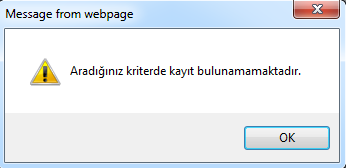 Message from webpage
Aradığınız kriterde kayıt bulunamamaktadır.
OK